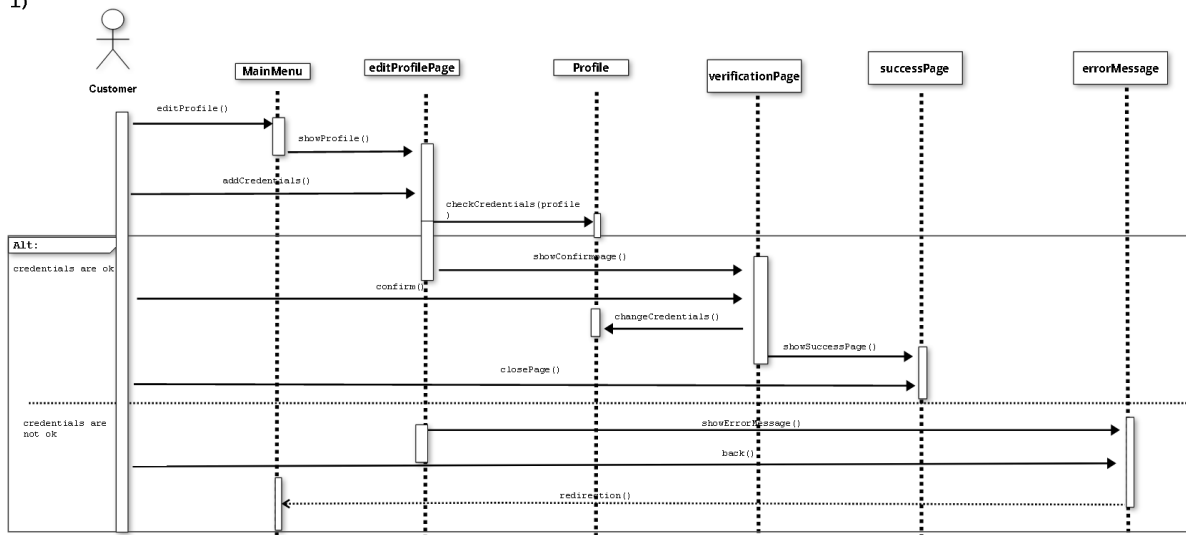 1)
Customer
MainMenu
editProfilePage
Profile
verificationPage
successPage
errorMessage
editProfile()
showProfile()
addCredentials()
checkCredentials(profile
)
Alt:
credentials are ok
showConfirmpage()
confirm()
changeCredentials()
showSuccessPage()
closePage()
credentials are
not ok
showErrorMessage()
back()
redirection()